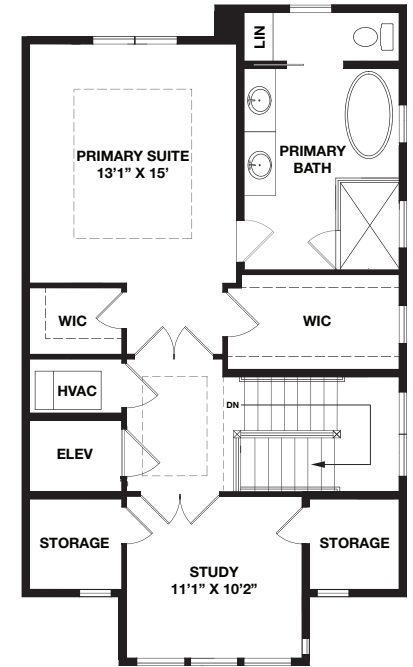 LIN
PRIMARY SUITE
13'1" X 15'
PRIMARY
BATH
WIC
WIC
HVAC
DN
ELEV
STORAGE
STORAGE
STUDY
11'1" X 10'2"